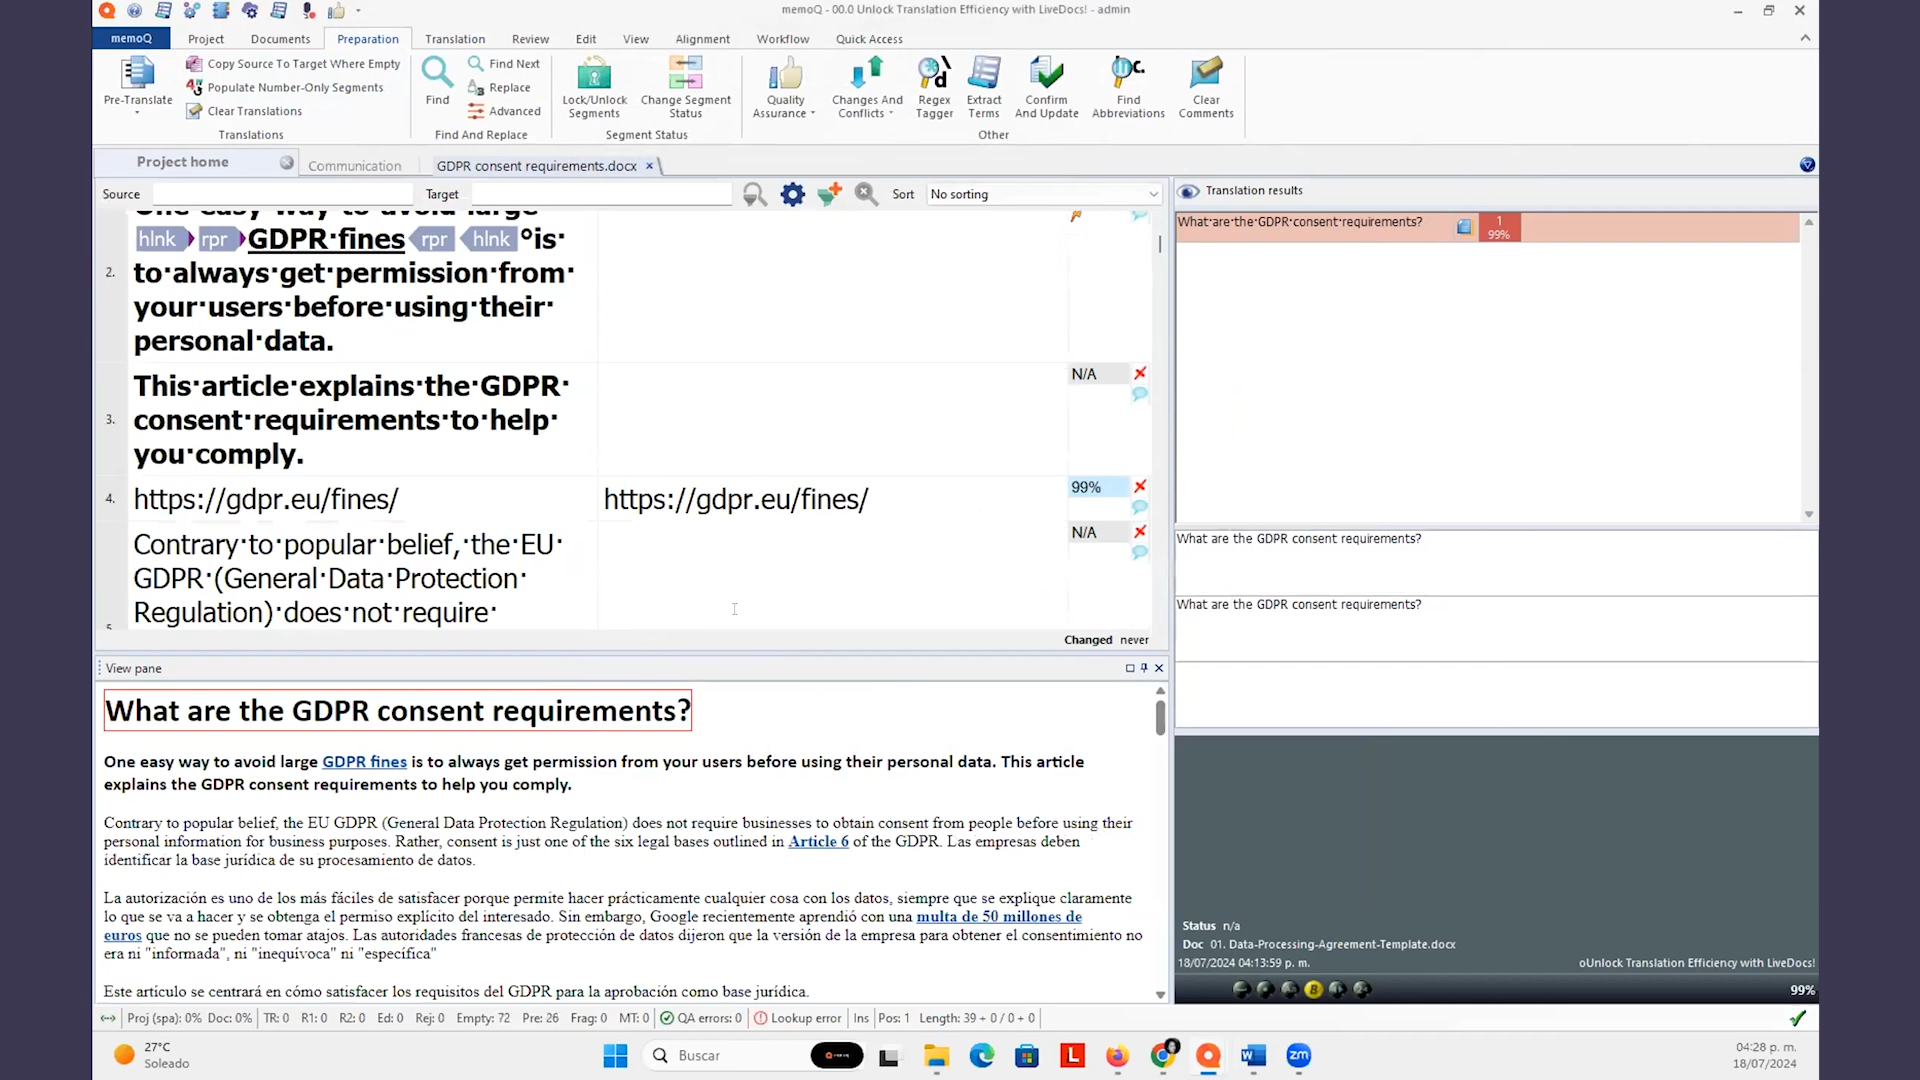 memoQ - 00.0 Unlock Translation Efficiency with LiveDocs! - admin
memoQ Project Documents Preparation Translation Review Edit View Alignment Workflow Quick Access
Pre-Translate
Copy Source To Target Where Empty
Populate Number-Only Segments
Clear Translations
Translations
Find
Find Next
Replace
Advanced
Find And Replace
Lock/Unlock Segments
Change Segment Status
Segment Status
Quality Assurance
Changes And Conflicts
Regex Tagger
Extract Terms
Confirm And Update
Find Abbreviations
Clear Comments
Other
Project home
Communication
GDPR consent requirements.docx
Source
Target
Sort No sorting
One easy way to avoid large
hlnk rpr GDPR fines rpr hlnk °is·
2. to·always·get·permission·from·
your·users·before·using·their·
personal·data.
This·article·explains·the·GDPR·
3. consent·requirements·to·help·
you·comply.
N/A
4. https://gdpr.eu/fines/ https://gdpr.eu/fines/ 99%
Contrary·to·popular·belief,·the·EU·
GDPR·(General·Data·Protection·
Regulation)·does·not·require·
N/A
5.
Changed never
View pane
What are the GDPR consent requirements?
One easy way to avoid large GDPR fines is to always get permission from your users before using their personal data. This article
explains the GDPR consent requirements to help you comply.
Contrary to popular belief, the EU GDPR (General Data Protection Regulation) does not require businesses to obtain consent from people before using their
personal information for business purposes. Rather, consent is just one of the six legal bases outlined in Article 6 of the GDPR. Las empresas deben
identificar la base jurídica de su procesamiento de datos.
La autorización es uno de los más fáciles de satisfacer porque permite hacer prácticamente cualquier cosa con los datos, siempre que se explique claramente
lo que se va a hacer y se obtenga el permiso explícito del interesado. Sin embargo, Google recientemente aprendió con una multa de 50 millones de
euros que no se pueden tomar atajos. Las autoridades francesas de protección de datos dijeron que la versión de la empresa para obtener el consentimiento no
era ni "informada", ni "inequívoca" ni "específica"
Este artículo se centrará en cómo satisfacer los requisitos del GDPR para la aprobación como base jurídica.
Translation results
What·are·the·GDPR·consent·requirements? 1
99%
What are the GDPR consent requirements?
What are the GDPR consent requirements?
Status n/a
Doc 01. Data-Processing-Agreement-Template.docx
18/07/2024 04:13:59 p. m. oUnlock Translation Efficiency with LiveDocs!
99%
Proj (spa): 0% Doc: 0% TR: 0 R1: 0 R2: 0 Ed: 0 Rej: 0 Empty: 72 Pre: 26 Frag: 0 MT: 0 QA errors: 0 Lookup error Ins Pos: 1 Length: 39 + 0 / + 0
27°C
Soleado
Buscar
L
W
zm
04:28 p. m.
18/07/2024